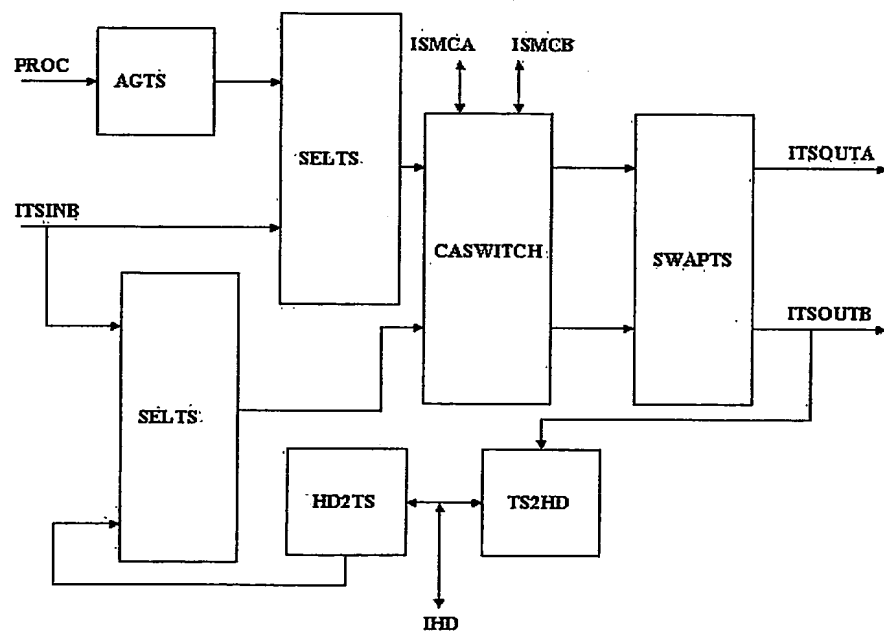 ISMCA
ISMCB
PROC
AGTS
SELTS
ITSOUTA
ITSINB
CASWITCH
SWAPTS
ITSOUTB
SELTS
HD2TS
TS2HD
IHD